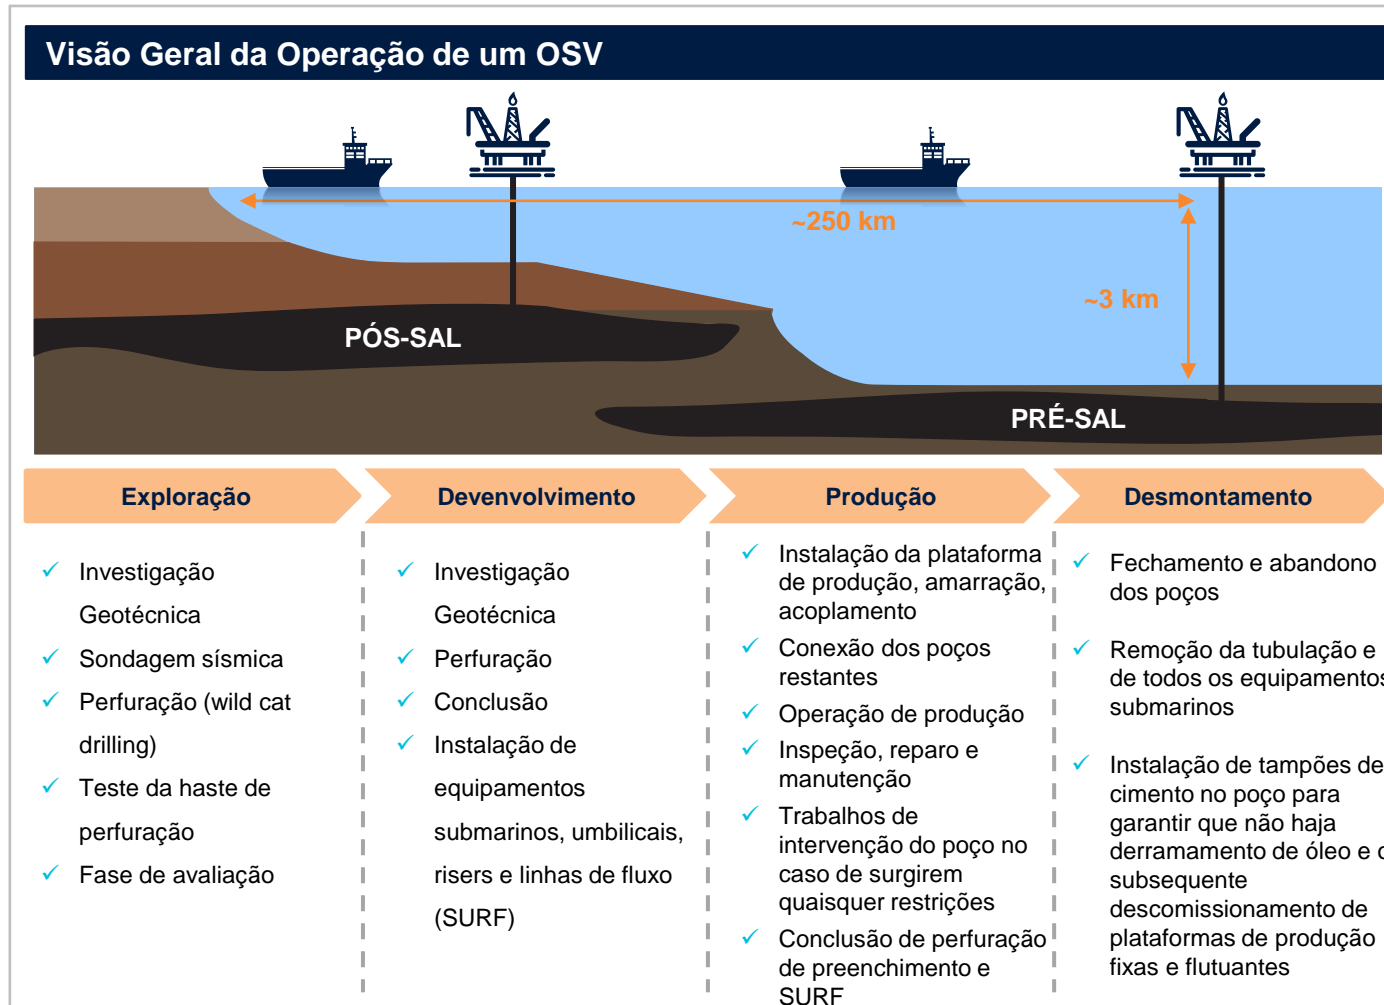 Visão Geral da Operação de um OSV
~250 km
~3 km
PÓS-SAL
PRÉ-SAL
Exploração
Devenvolvimento
Produção
Desmontamento
Investigação
Geotécnica
Sondagem sísmica
Perfuração (wild cat
drilling)
Teste da haste de
perfuração
Fase de avaliação
Investigação
Geotécnica
Perfuração
Conclusão
Instalação de
equipamentos
submarinos, umbilicais,
risers e linhas de fluxo
(SURF)
Instalação da plataforma
de produção, amarração,
acoplamento
Conexão dos poços
restantes
Operação de produção
Inspeção, reparo e
manutenção
Trabalhos de
intervenção do poço no
caso de surgirem
quaisquer restrições
Conclusão de perfuração
de preenchimento e
SURF
Fechamento e abandono
dos poços
Remoção da tubulação e
de todos os equipamentos
submarinos
Instalação de tampões de
cimento no poço para
garantir que não haja
derramamento de óleo e
subsequente
descomissionamento de
plataformas de produção
fixas e flutuantes